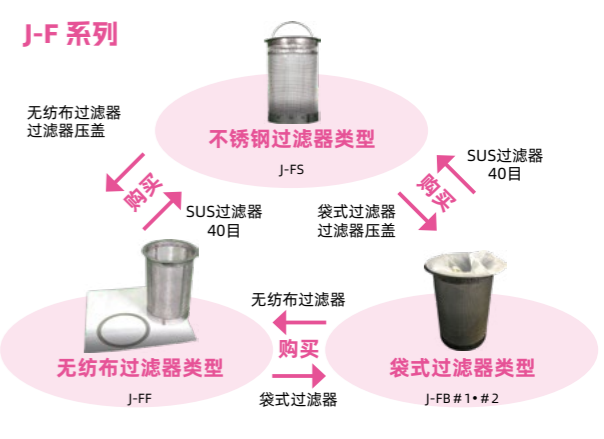 J-F 系列
无纺布过滤器
过滤器压盖
不锈钢过滤器类型
J-FS
SUS过滤器
40目
购买
购买
SUS过滤器
40目
袋式过滤器
过滤器压盖
无纺布过滤器
购买
无纺布过滤器类型
袋式过滤器类型
J-FF
袋式过滤器
J-FB#1•#2